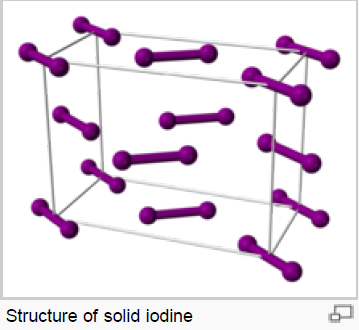 Structure of solid iodine